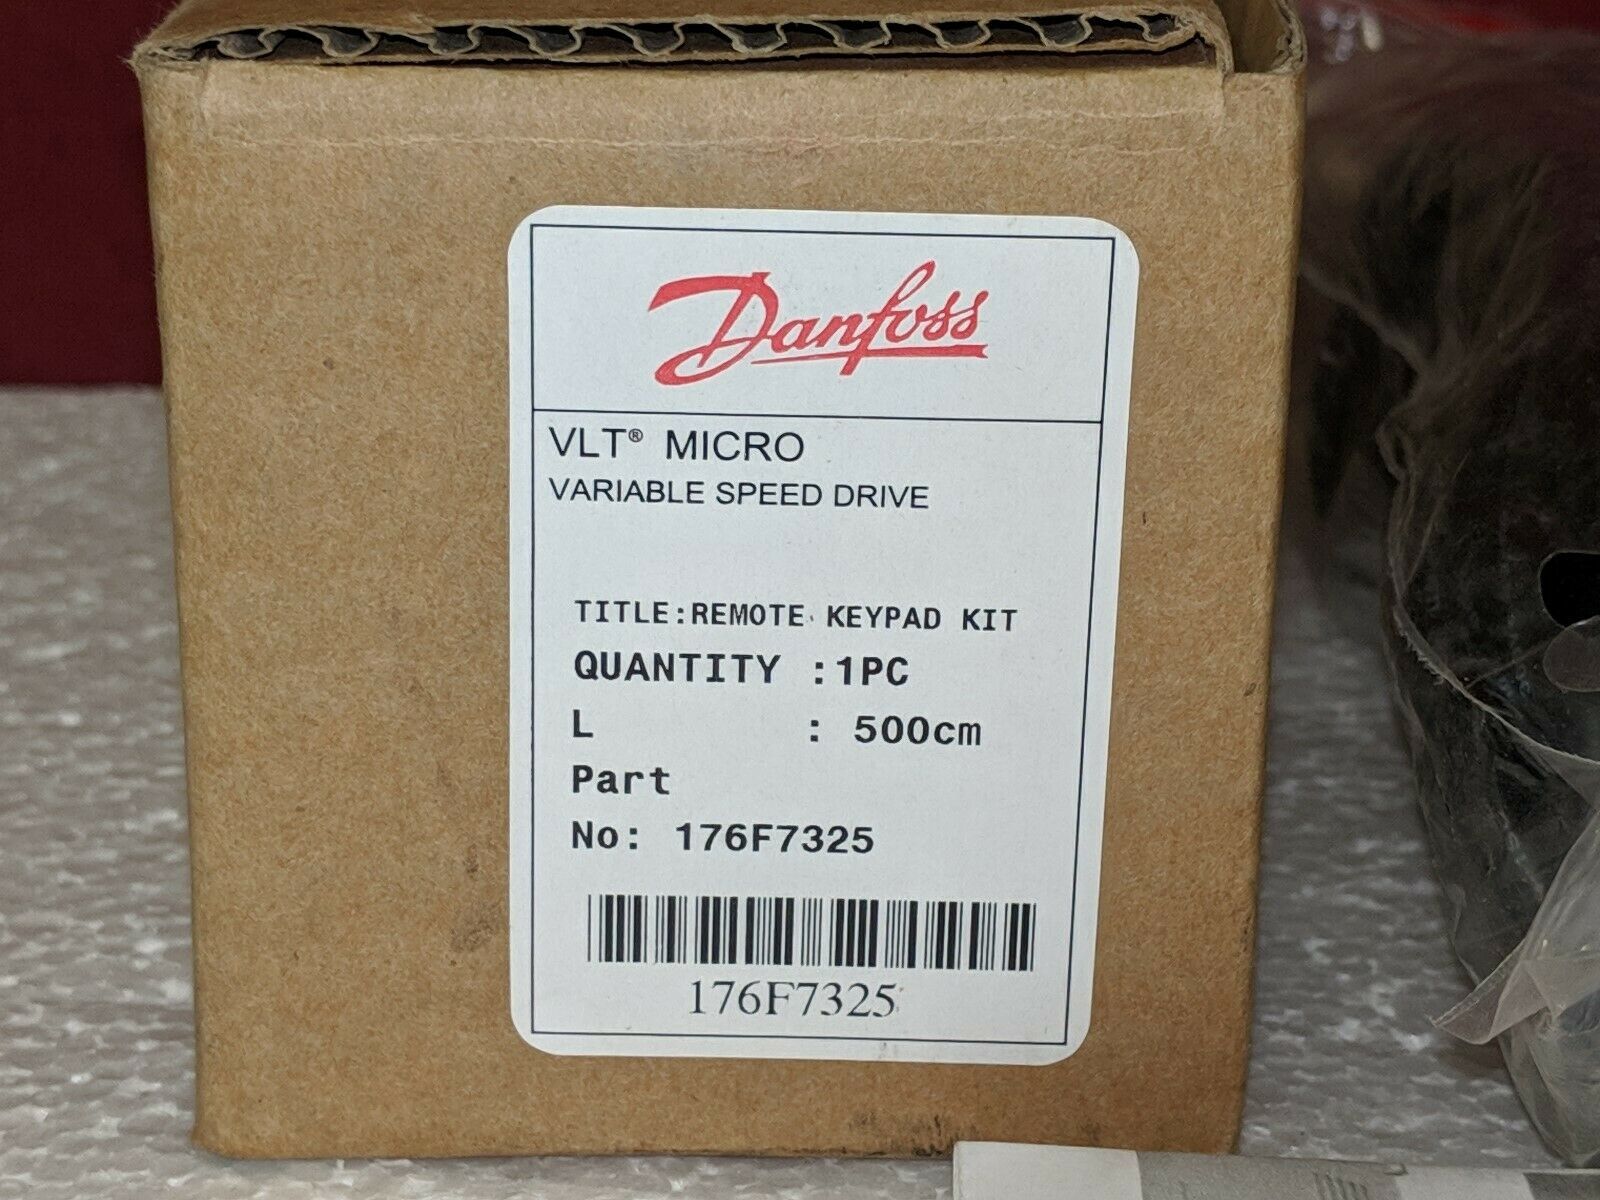 Danfoss
VLT® MICRO
VARIABLE SPEED DRIVE
TITLE:REMOTE KEYPAD KIT
QUANTITY :1PC
L : 500cm
Part
No: 176F7325
176F7325